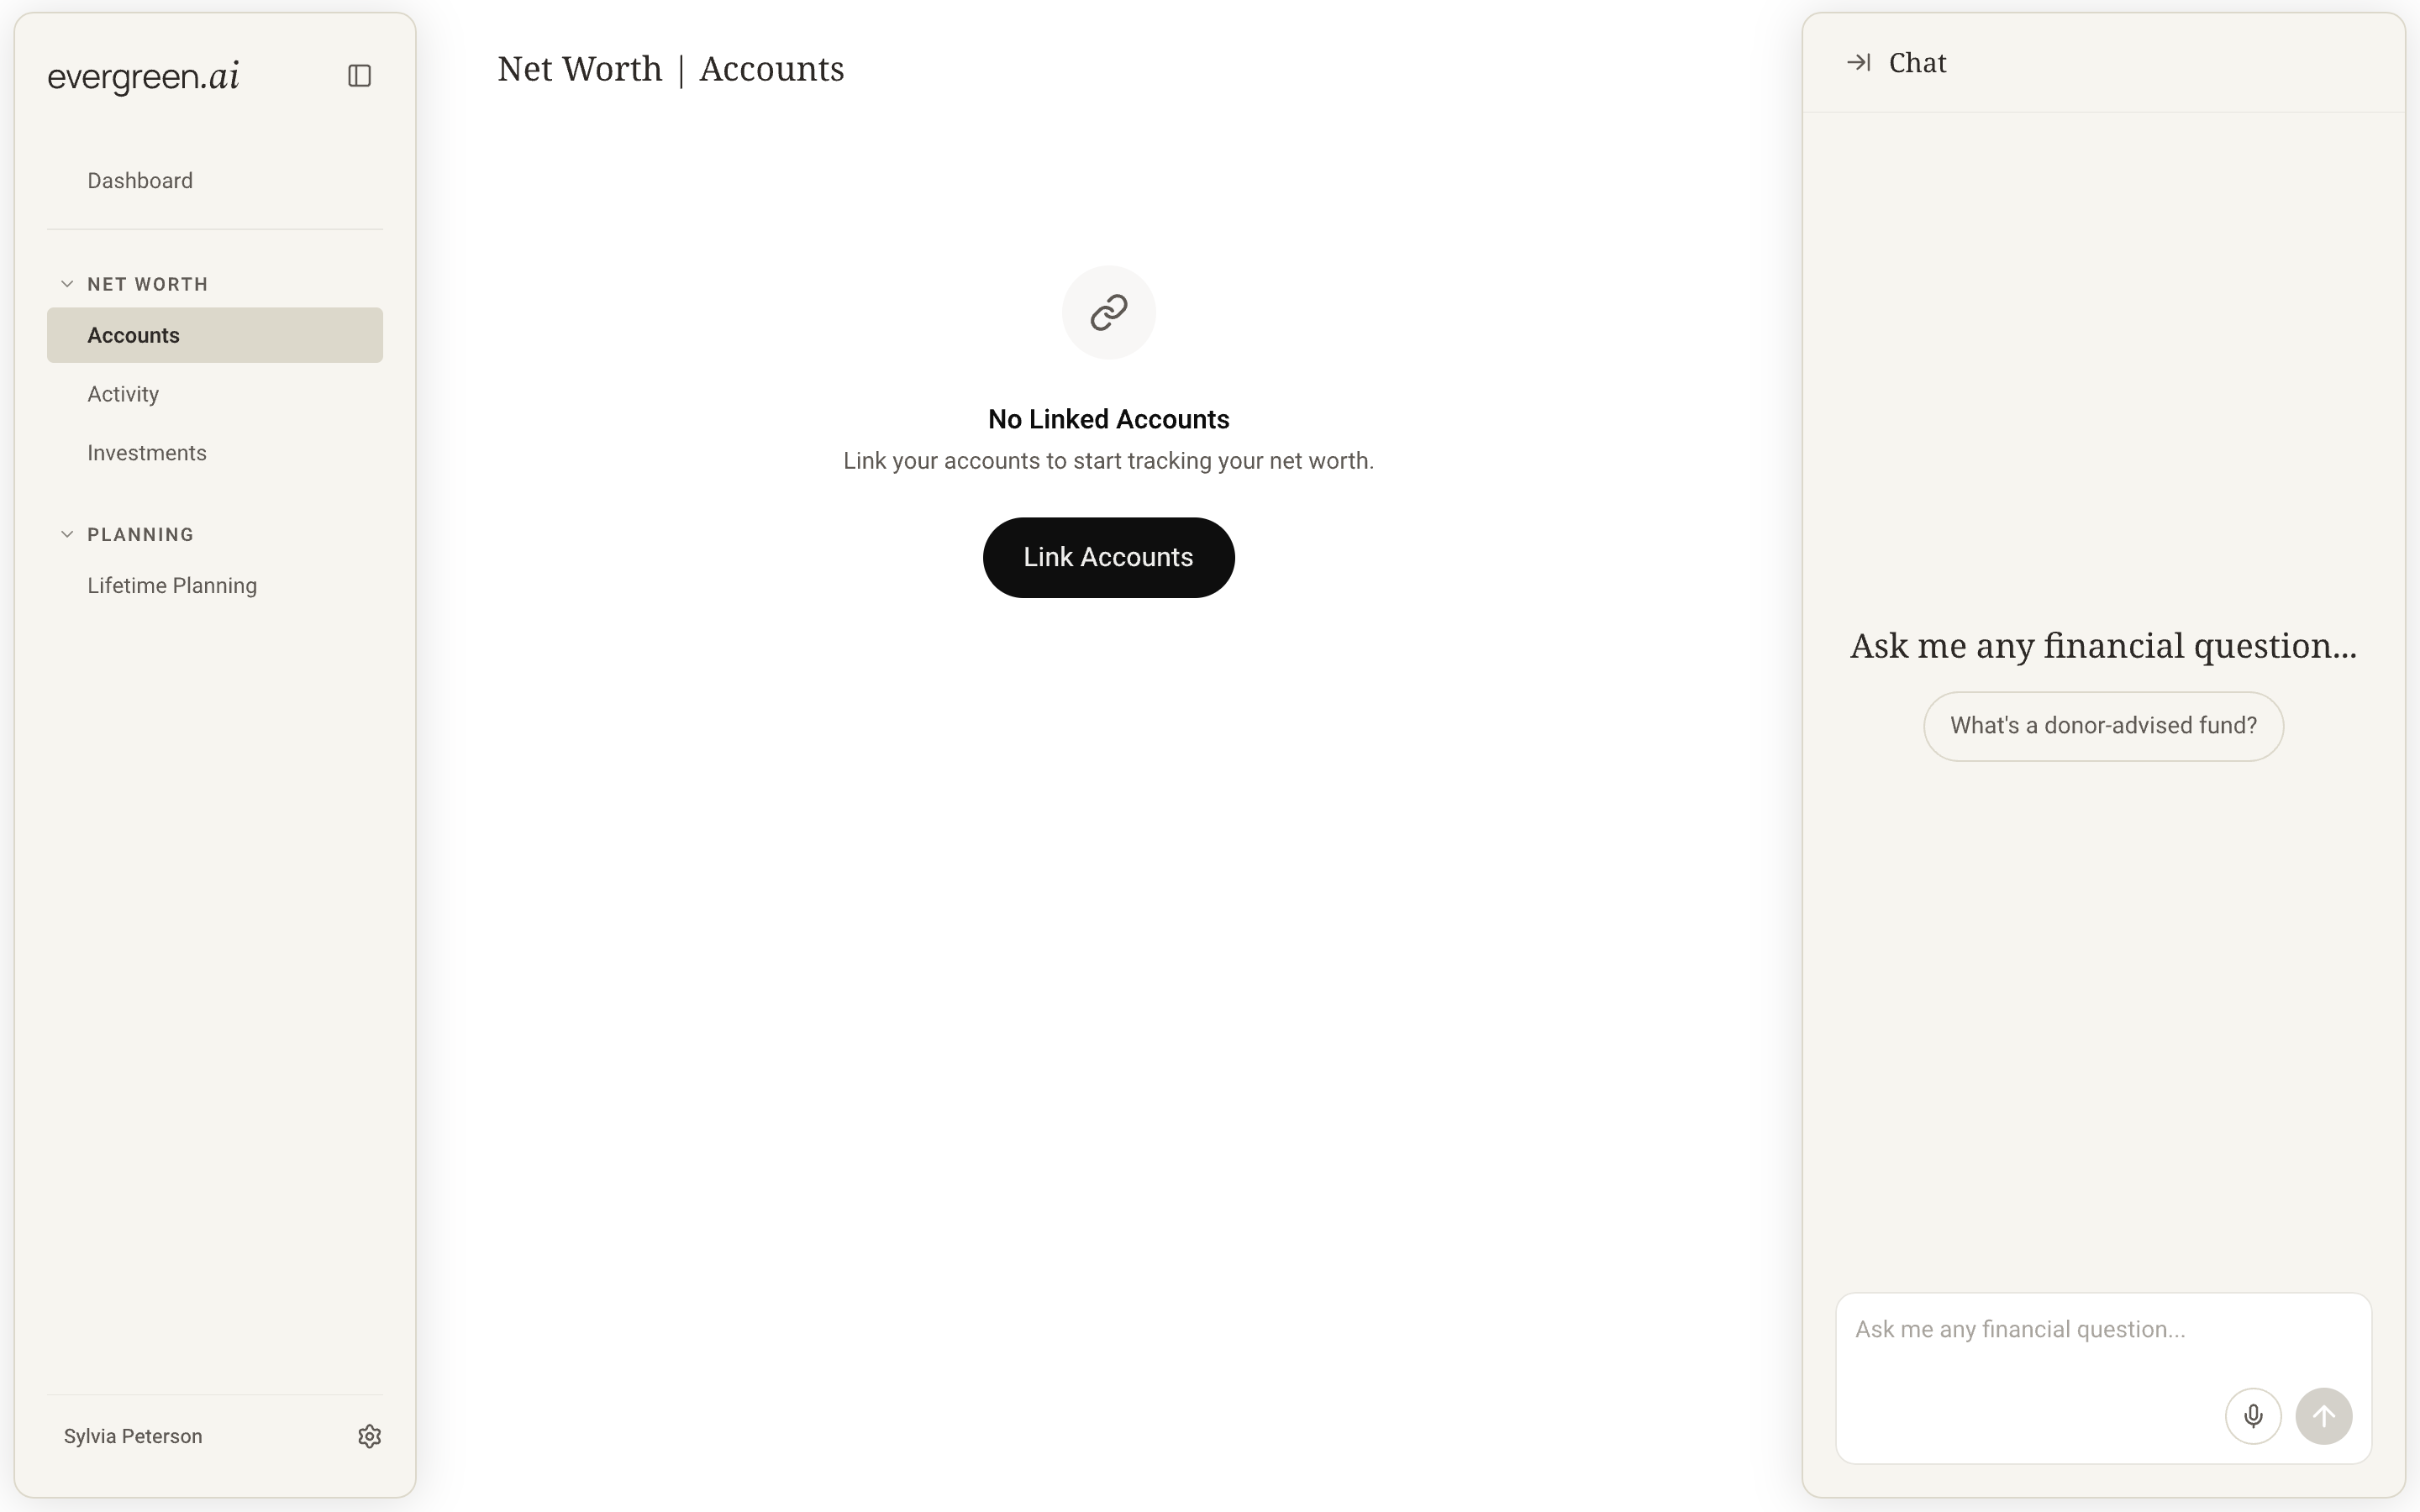 evergreen.ai
Dashboard
NET WORTH
Accounts
Activity
Investments
PLANNING
Lifetime Planning
Sylvia Peterson
Net Worth | Accounts
No Linked Accounts
Link your accounts to start tracking your net worth.
Link Accounts
Chat
Ask me any financial question...
What's a donor-advised fund?
Ask me any financial question...